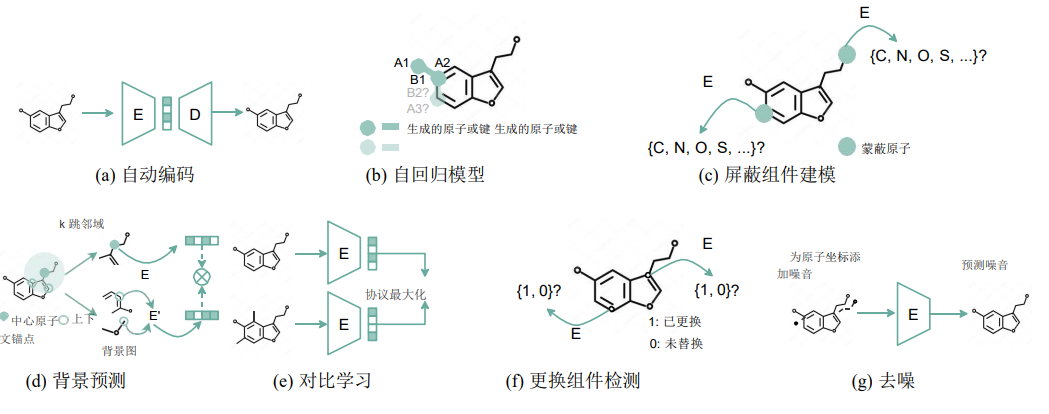 E
D
(a) 自动编码
A1
A2
B1
B2?
A3?
生成的原子或键 生成的原子或键
(b) 自回归模型
E
{C, N, O, S, ...}?
E
{C, N, O, S, ...}?
蒙蔽原子
(c) 屏蔽组件建模
k 跳邻域
E
E'
中心原子
上下
文锚点
背景图
(d) 背景预测
E
E
协议最大化
(e) 对比学习
E
{1, 0}?
{1, 0}?
E
1: 已更换
0: 未替换
(f) 更换组件检测
为原子坐标添
加噪音
E
预测噪音
(g) 去噪